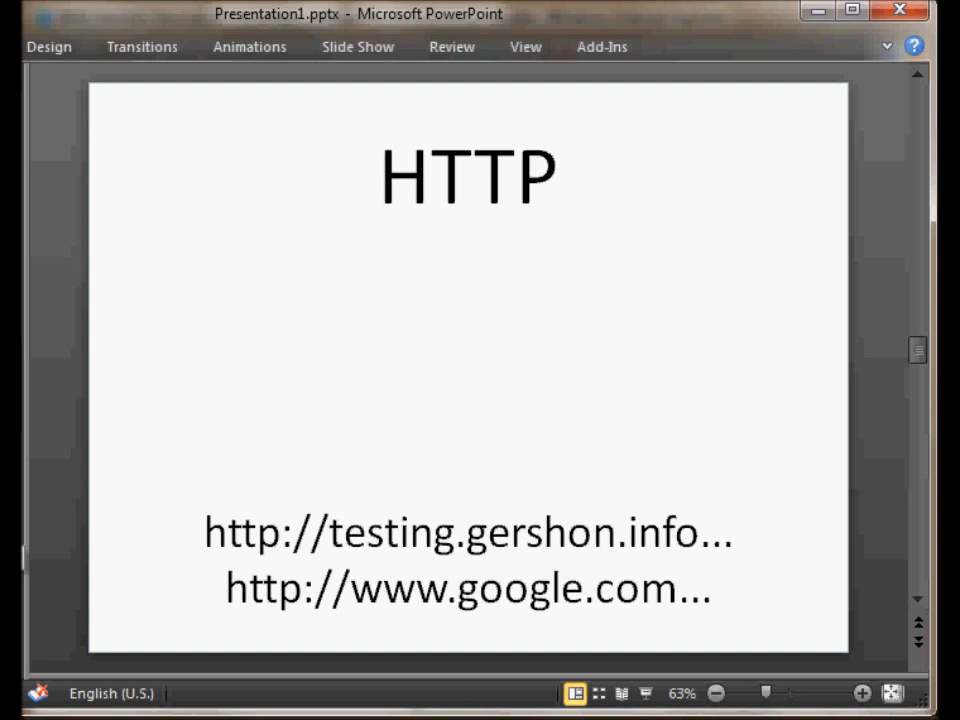 Presentation1.pptx - Microsoft PowerPoint
Design Transitions Animations Slide Show Review View Add-Ins
HTTP
http://testing.gershon.info...
http://www.google.com...
English (U.S.) 63%